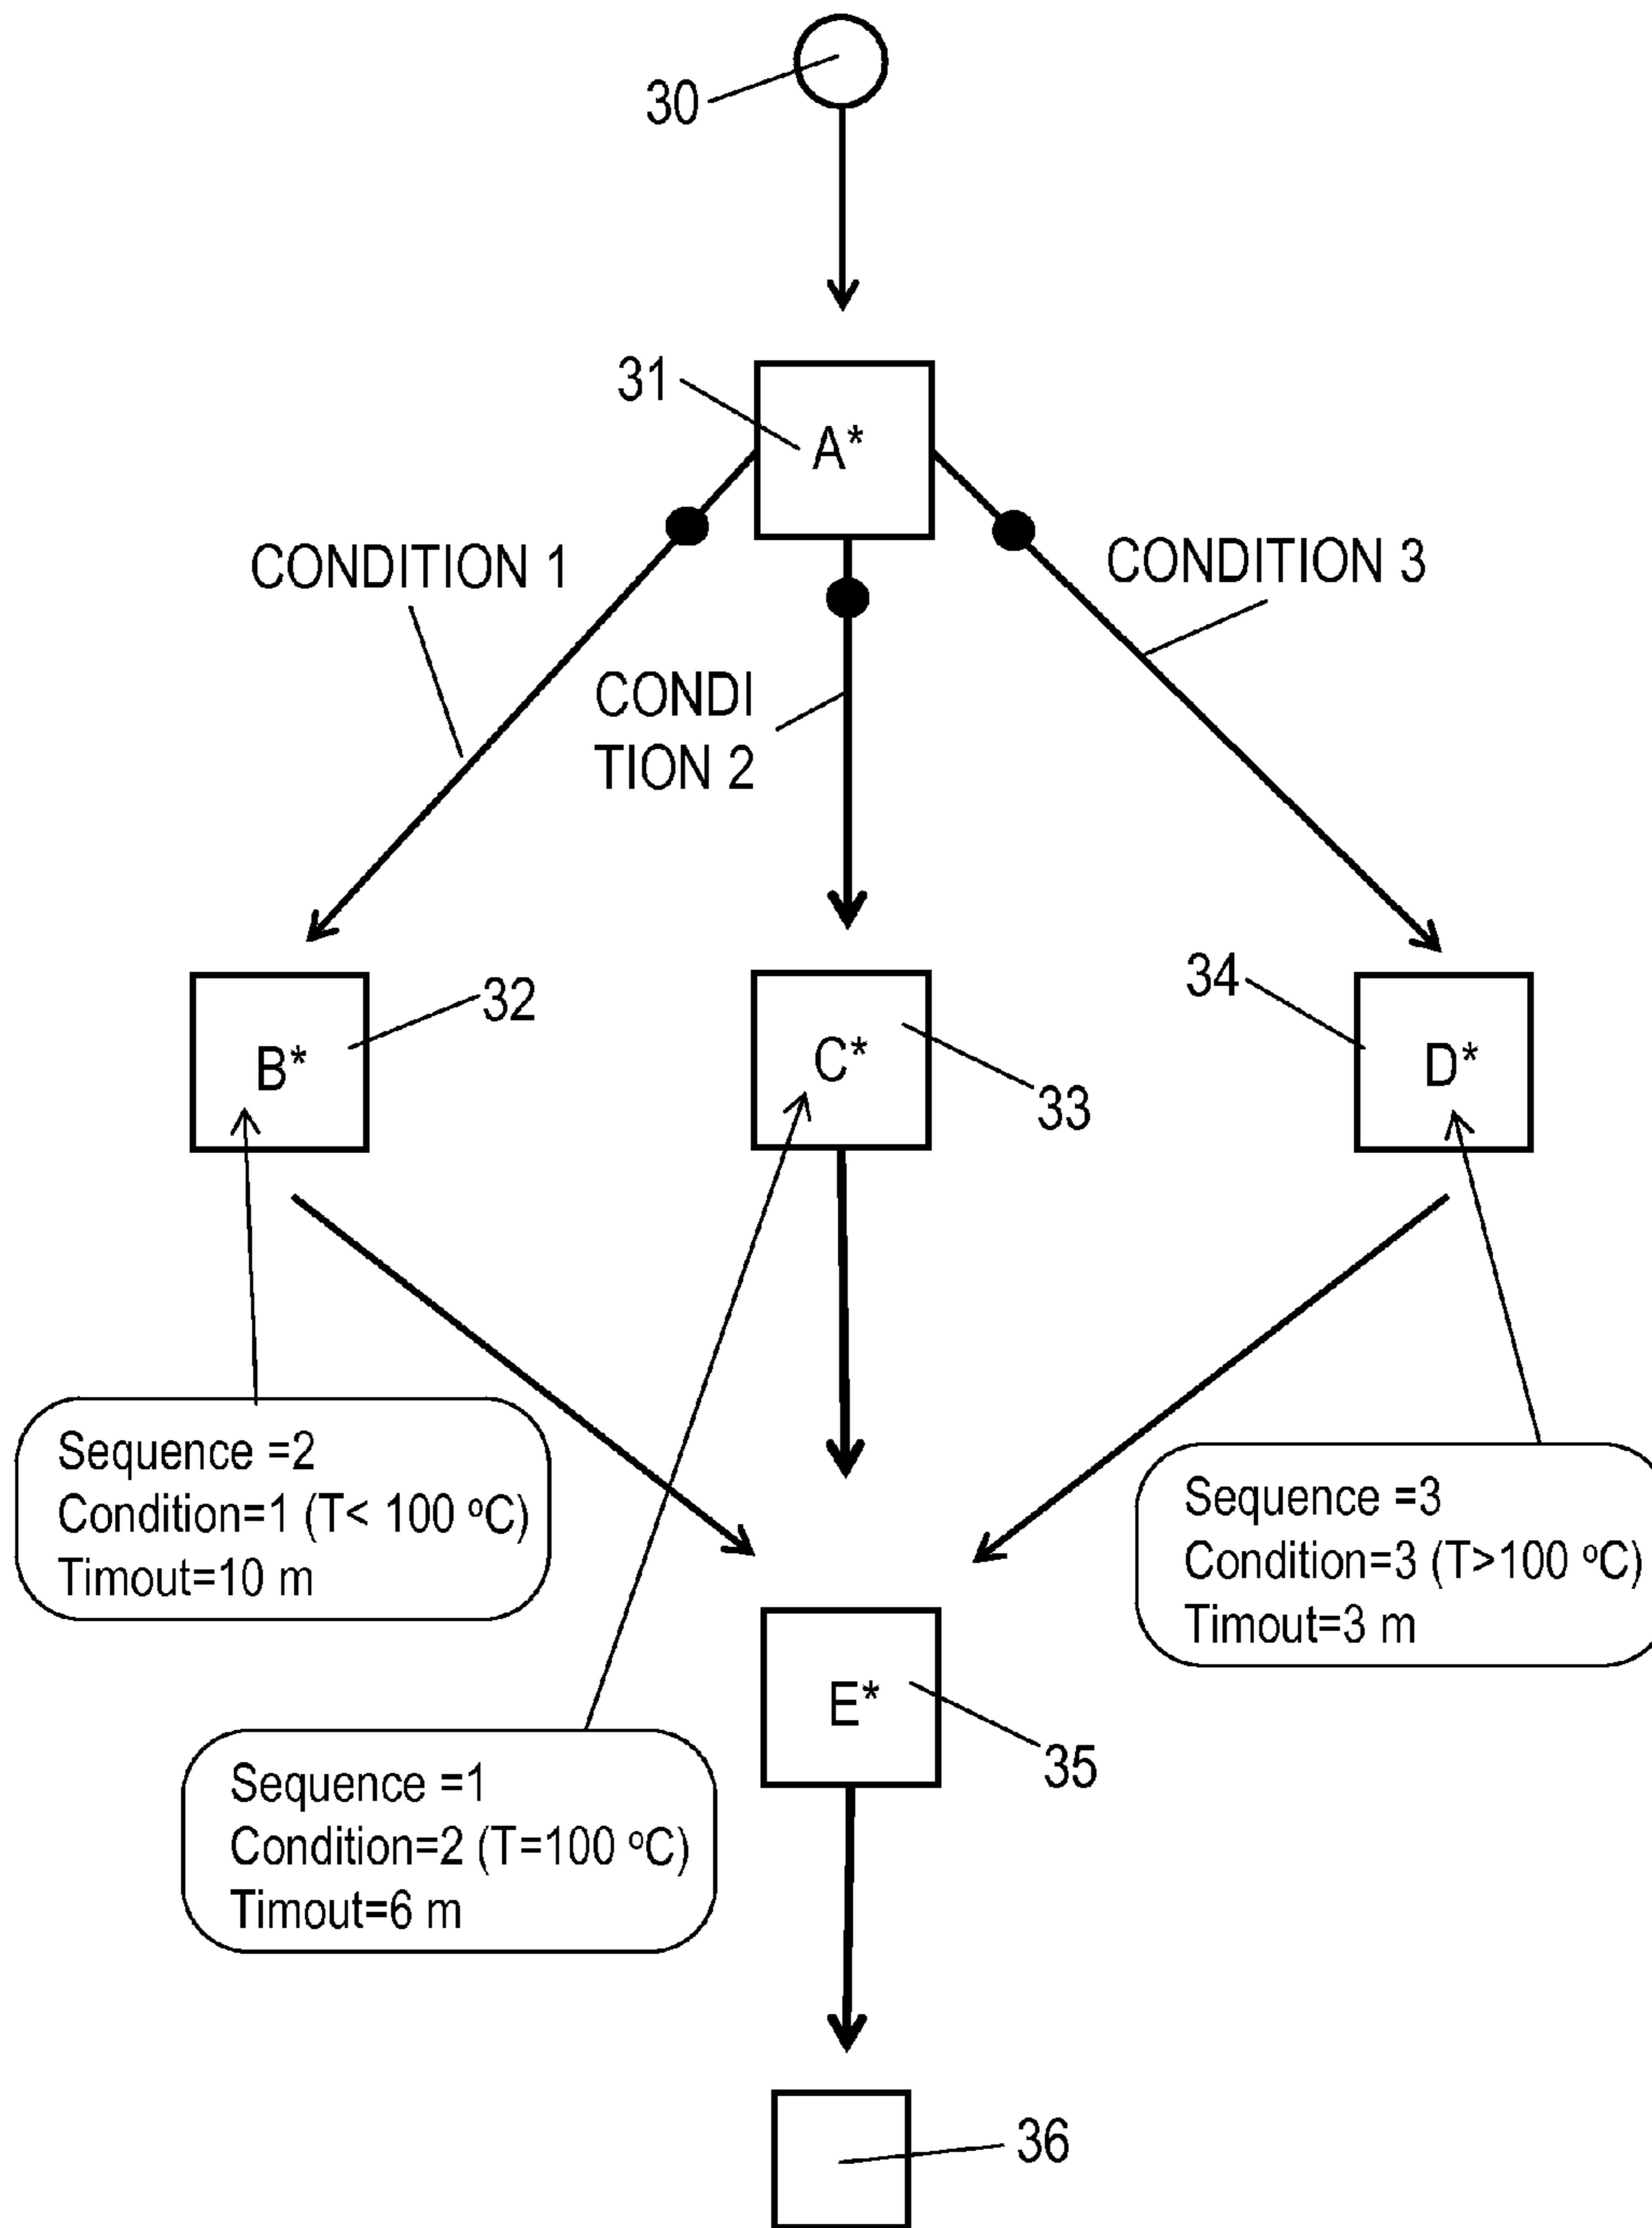 30
31
A*
CONDITION 1
CONDITION 3
CONDI
TION 2
B*
32
C*
33
34
D*
Sequence =2
Condition=1 (T< 100 ºC)
Timout=10 m
Sequence =3
Condition=3 (T>100 ºC)
Timout=3 m
E*
35
Sequence =1
Condition=2 (T=100 ºC)
Timout=6 m
36